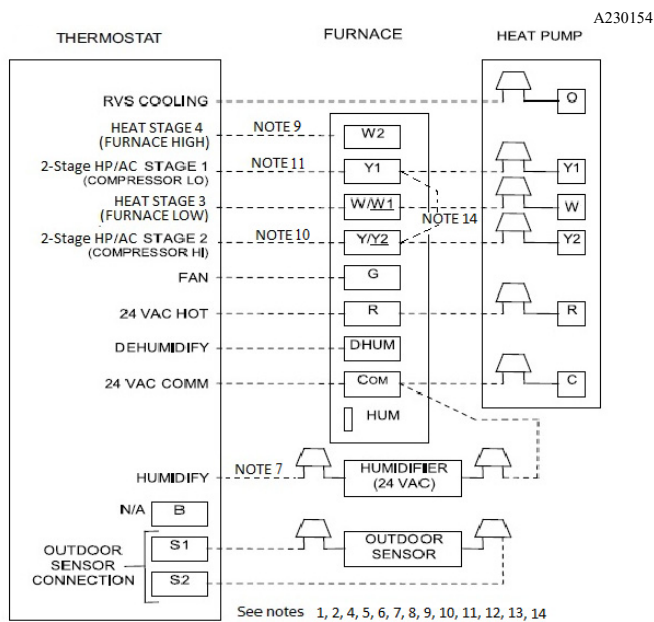 A230154
THERMOSTAT FURNACE HEAT PUMP
RVS COOLING O
HEAT STAGE 4 NOTE 9 W2
(FURNACE HIGH)
2-Stage HP/AC STAGE 1 NOTE 11 Y1 Y1
(COMPRESSOR LO)
HEAT STAGE 3 W/W1 W
(FURNACE LOW) NOTE 14
2-Stage HP/AC STAGE 2 NOTE 10 Y/Y2 Y2
(COMPRESSOR HI)
FAN G
24 VAC HOT R R
DEHUMIDIFY DHUM
24 VAC COMM COM C
HUM
HUMIDIFY NOTE 7 HUMIDIFIER
(24 VAC)
N/A B
OUTDOOR
SENSOR
CONNECTION
S1
S2
OUTDOOR
SENSOR
See notes 1, 2, 4, 5, 6, 7, 8, 9, 10, 11, 12, 13, 14